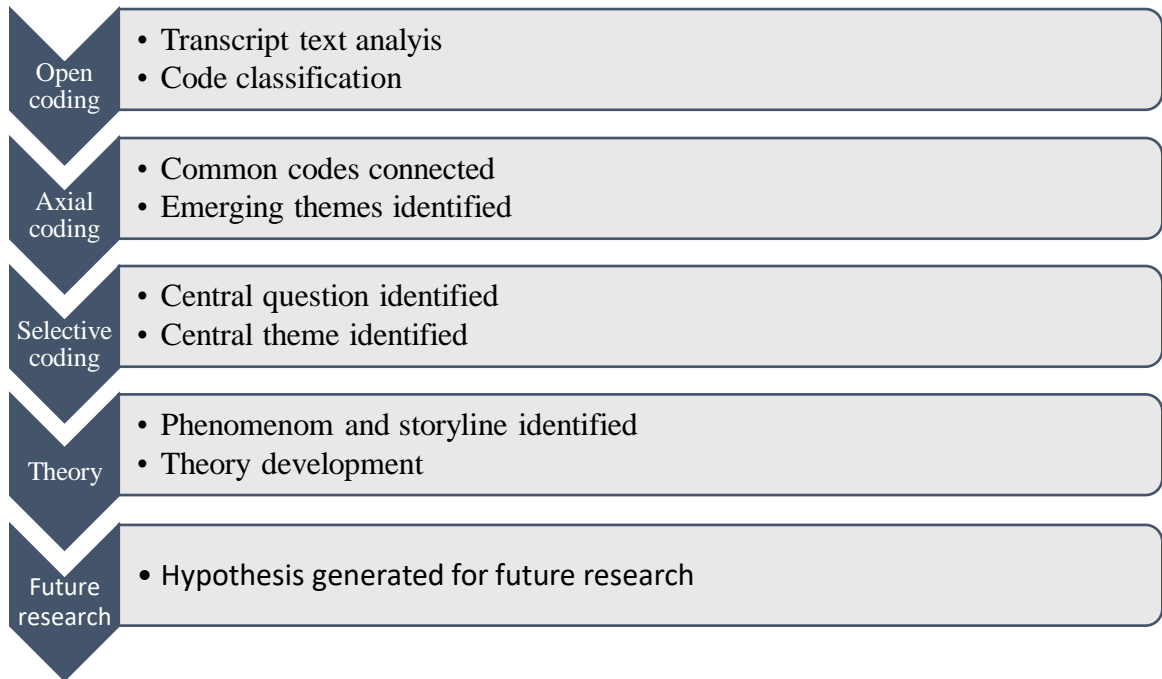 Open
coding
• Transcript text analyis
• Code classification
Axial
coding
• Common codes connected
• Emerging themes identified
Selective
coding
• Central question identified
• Central theme identified
Theory
• Phenomenom and storyline identified
• Theory development
Future
research
• Hypothesis generated for future research